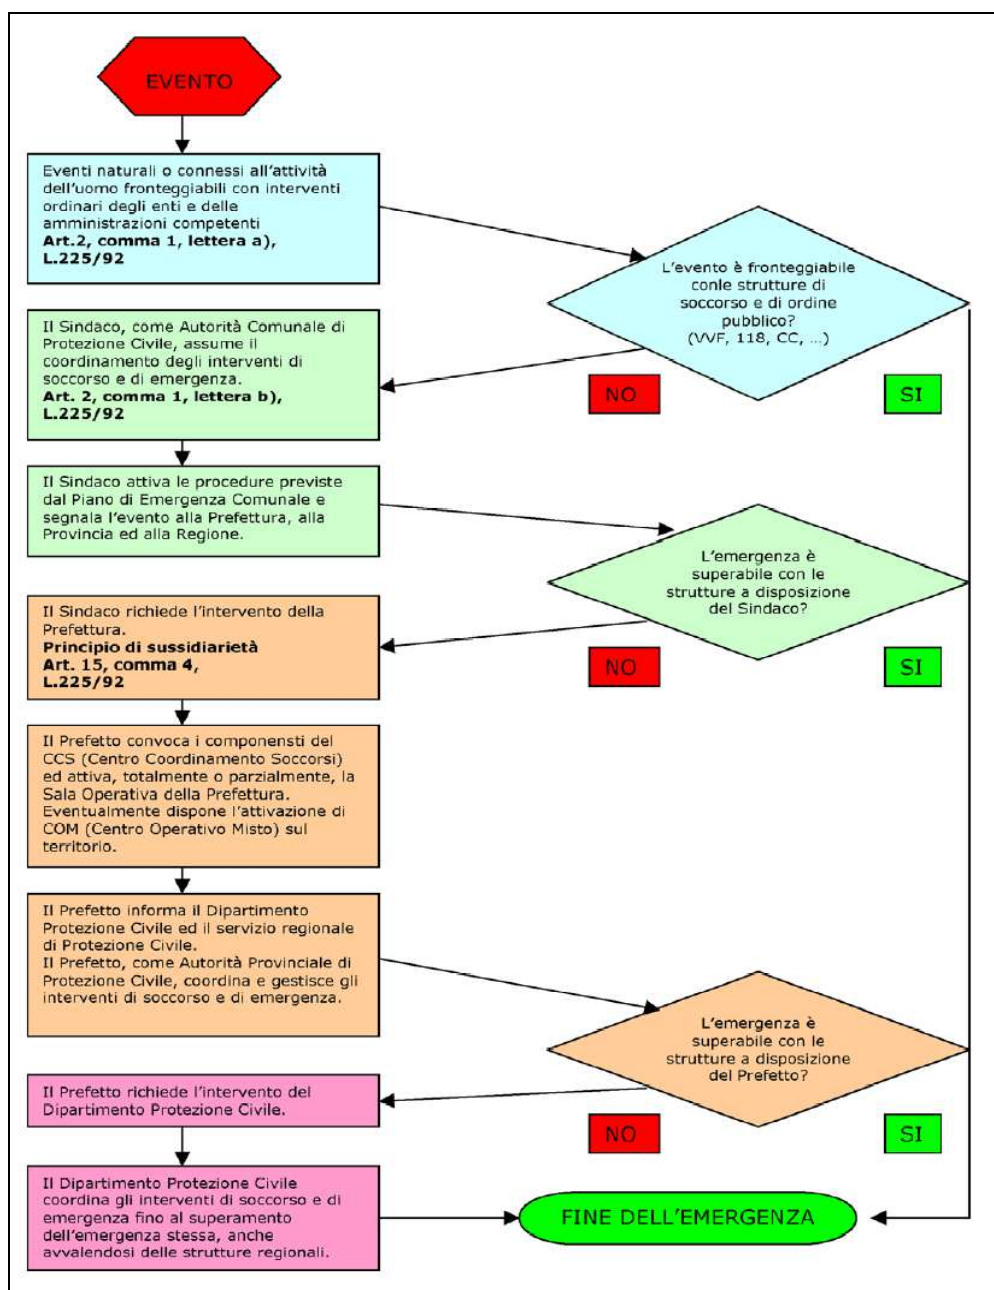 EVENTO
Eventi naturali o connessi all'attività
dell'uomo fronteggiabili con interventi
ordinari degli enti e delle
amministrazioni competenti
Art.2, comma 1, lettera a),
L.225/92
L'evento è fronteggiabile
conle strutture di
soccorso e di ordine
pubblico?
(VVF, 118, CC, ...)
NO
SI
Il Sindaco, come Autorità Comunale di
Protezione Civile, assume il
coordinamento degli interventi di
soccorso e di emergenza.
Art. 2, comma 1, lettera b),
L.225/92
Il Sindaco attiva le procedure previste
dal Piano di Emergenza Comunale e
segnala l'evento alla Prefettura, alla
Provincia ed alla Regione.
L'emergenza è
superabile con le
strutture a disposizione
del Sindaco?
NO
SI
Il Sindaco richiede l'intervento della
Prefettura.
Principio di sussidiarietà
Art. 15, comma 4,
L.225/92
Il Prefetto convoca i componensti del
CCS (Centro Coordinamento Soccorsi)
ed attiva, totalmente o parzialmente, la
Sala Operativa della Prefettura.
Eventualmente dispone l'attivazione di
COM (Centro Operativo Misto) sul
territorio.
Il Prefetto informa il Dipartimento
Protezione Civile ed il servizio regionale
di Protezione Civile.
Il Prefetto, come Autorità Provinciale di
Protezione Civile, coordina e gestisce gli
interventi di soccorso e di emergenza.
L'emergenza è
superabile con le
strutture a disposizione
del Prefetto?
NO
SI
Il Prefetto richiede l'intervento del
Dipartimento Protezione Civile.
Il Dipartimento Protezione Civile
coordina gli interventi di soccorso e di
emergenza fino al superamento
dell'emergenza stessa, anche
avvalendosi delle strutture regionali.
FINE DELL'EMERGENZA